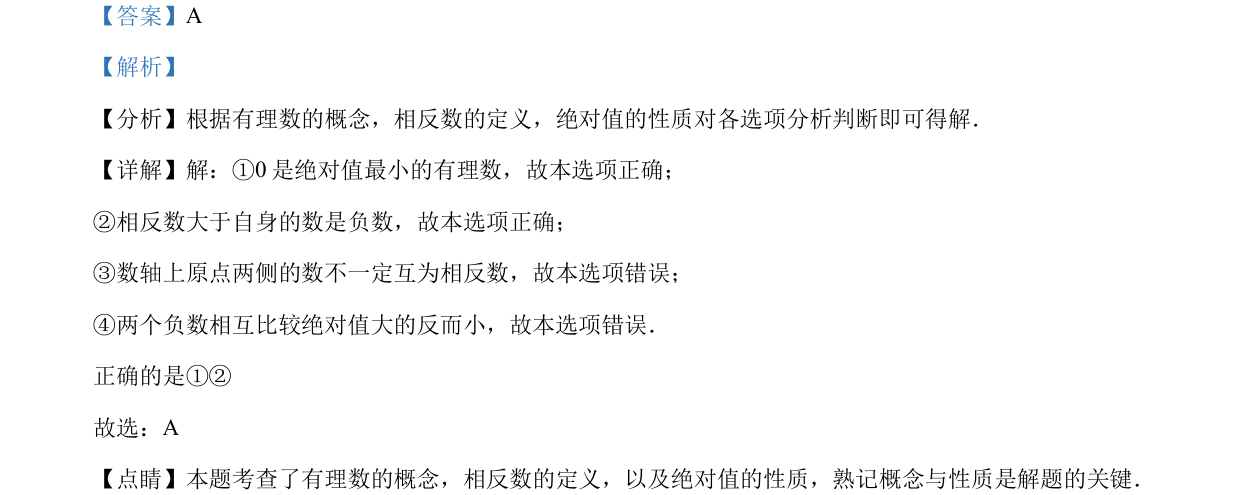 【答案】A
【解析】
【分析】根据有理数的概念，相反数的定义，绝对值的性质对各选项分析判断即可得解．
【详解】解：①0 是绝对值最小的有理数，故本选项正确；
②相反数大于自身的数是负数，故本选项正确；
③数轴上原点两侧的数不一定互为相反数，故本选项错误；
④两个负数相互比较绝对值大的反而小，故本选项错误．
正确的是①②
故选：A
【点睛】本题考查了有理数的概念，相反数的定义，以及绝对值的性质，熟记概念与性质是解题的关键．